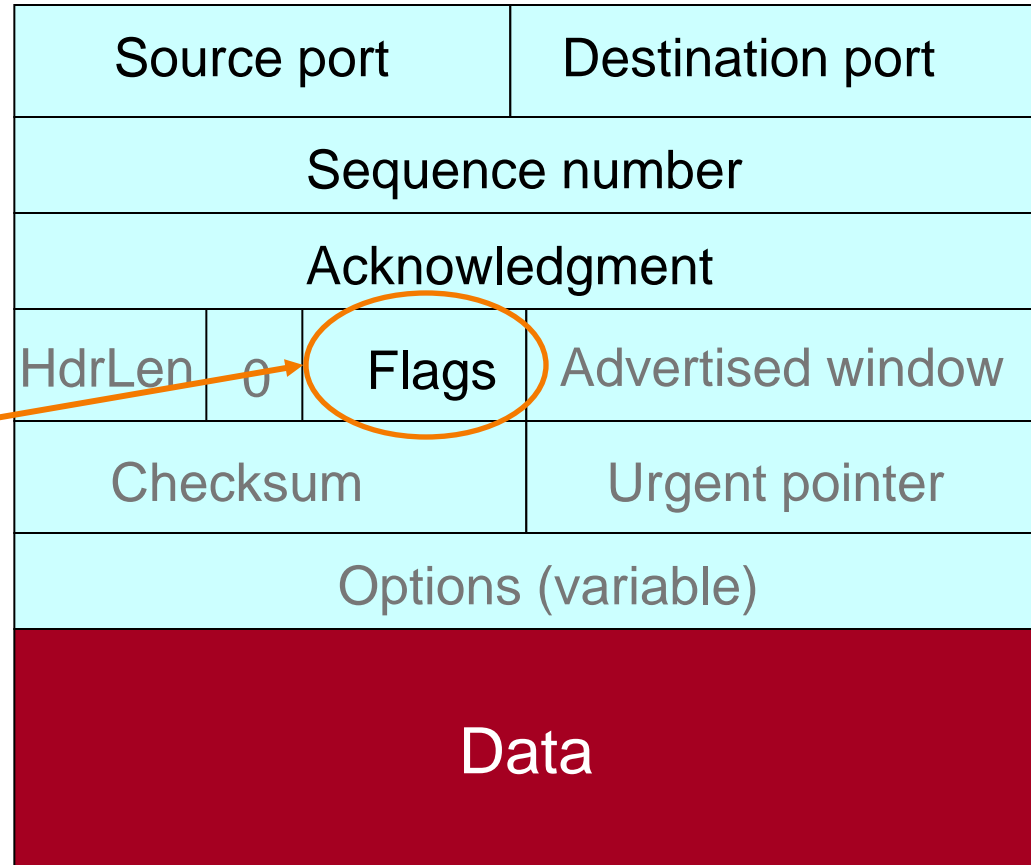 Source port Destination port
Sequence number
Acknowledgment
HdrLen 0 Flags Advertised window
Checksum Urgent pointer
Options (variable)
Data